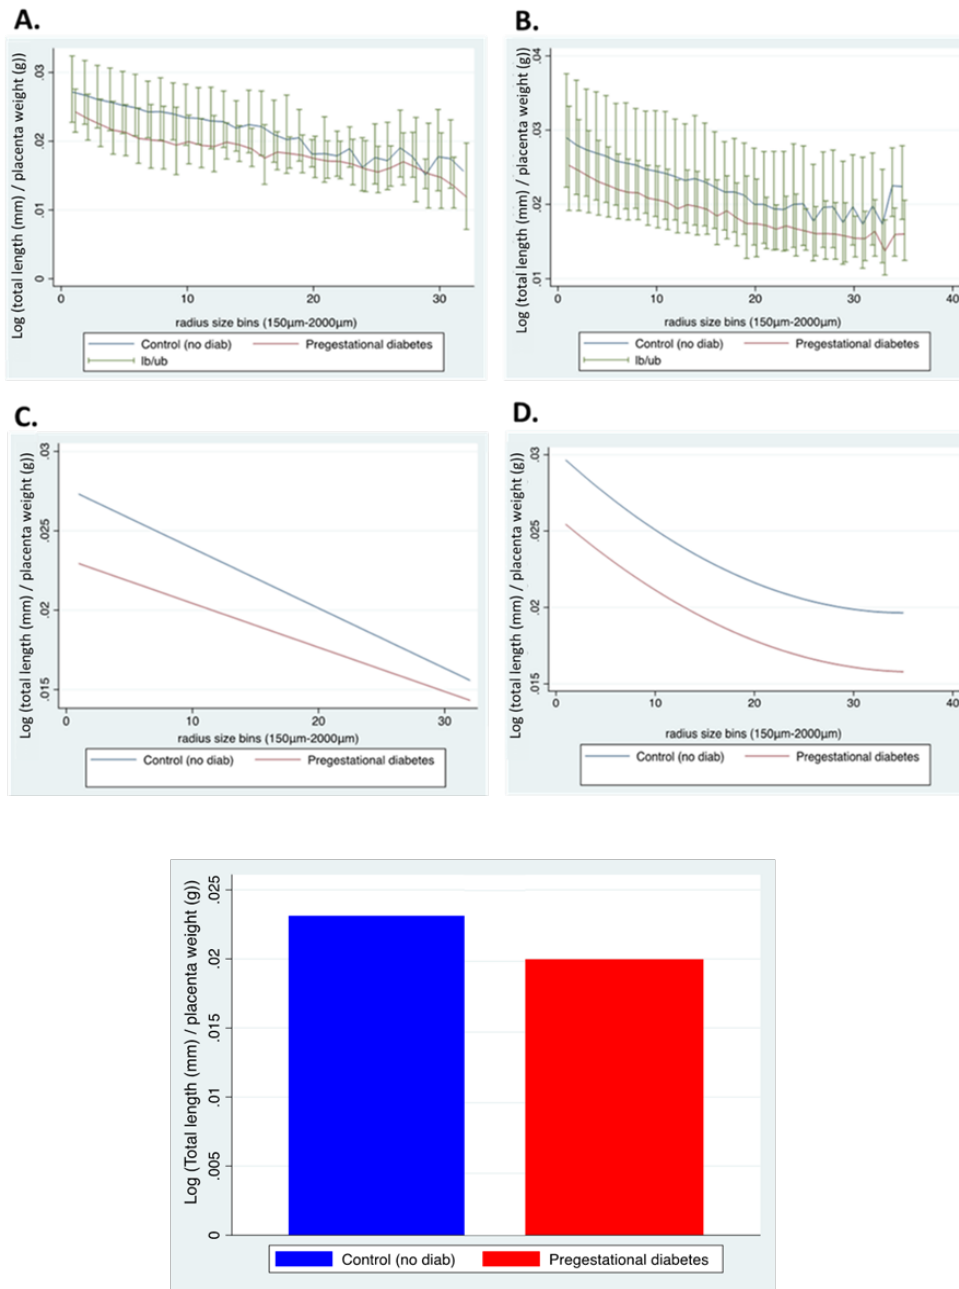 A.
Log (total length (mm) / placenta weight (g))
.03
.02
.01
0
0 10 20 30
radius size bins (150µm-2000µm)
Control (no diab) Pregestational diabetes
lb/ub
B.
Log (total length (mm) / placenta weight (g))
.04
.03
.02
.01
0 10 20 30 40
radius size bins (150µm-2000µm)
Control (no diab) Pregestational diabetes
lb/ub
C.
Log (total length (mm) / placenta weight (g))
.03
.025
.02
.015
0 10 20 30
radius size bins (150µm-2000µm)
Control (no diab) Pregestational diabetes
D.
Log (total length (mm) / placenta weight (g))
.03
.025
.02
.015
0 10 20 30 40
radius size bins (150µm-2000µm)
Control (no diab) Pregestational diabetes
Log (Total length (mm) / placenta weight (g))
.025
.02
.015
.01
.005
0
Control (no diab) Pregestational diabetes